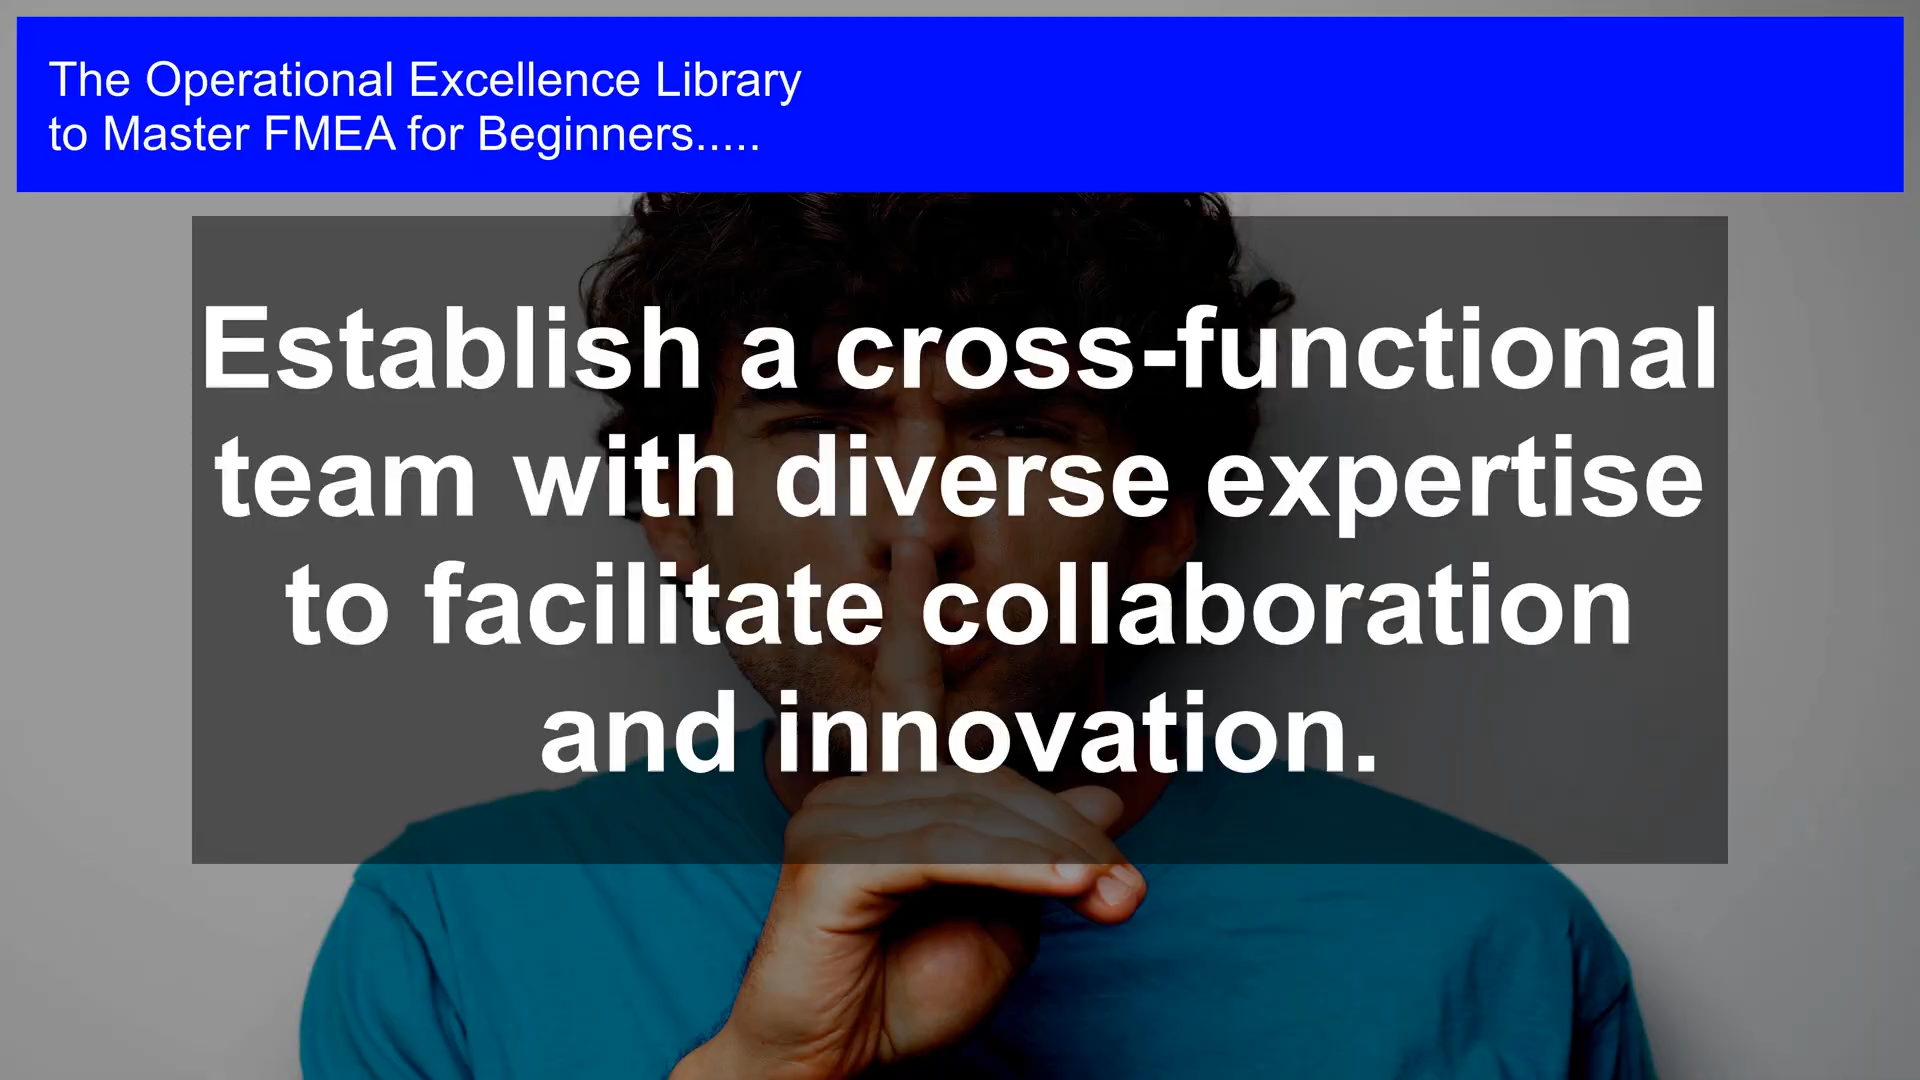 The Operational Excellence Library
to Master FMEA for Beginners.....
Establish a cross-functional
team with diverse expertise
to facilitate collaboration
and innovation.